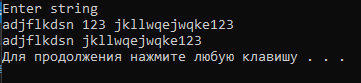 Enter string
adjflkdsn 123 jkllwqejwqke123
adjflkdsn jkllwqejwqke123
Для продолжения нажмите любую клавишу . . .